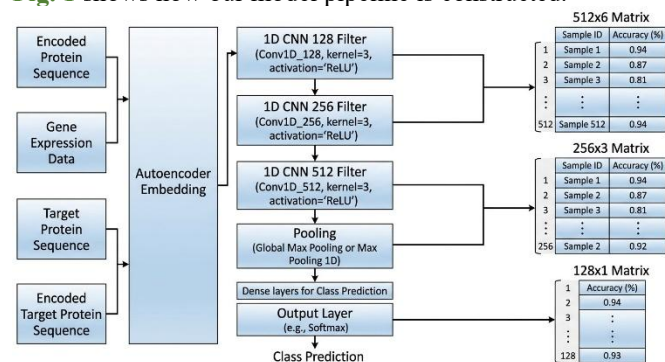 Fig. 3 shows how our model pipeline is constructed.
Encoded
Protein
Sequence
Gene
Expression
Data
Target
Protein
Sequence
Encoded
Target Protein
Sequence
Autoencoder
Embedding
1D CNN 128 Filter
(Conv1D_128, kernel=3,
activation='ReLU')
1D CNN 256 Filter
(Conv1D_256, kernel=3,
activation='ReLU')
1D CNN 512 Filter
(Conv1D_512, kernel=3,
activation='ReLU')
Pooling
(Global Max Pooling or Max
Pooling 1D)
Dense layers for Class Prediction
Output Layer
(e.g., Softmax)
Class Prediction
512x6 Matrix
Sample ID Accuracy (%)
1 Sample 1 0.94
2 Sample 2 0.87
3 Sample 3 0.81
⋮ ⋮ ⋮
512 Sample 512 0.94
256x3 Matrix
Sample ID Accuracy (%)
1 Sample 1 0.94
2 Sample 2 0.87
3 Sample 3 0.81
⋮ ⋮ ⋮
256 Sample 2 0.92
128x1 Matrix
1 Accuracy (%)
2 0.94
3 ⋮
⋮ ⋮
128 0.93